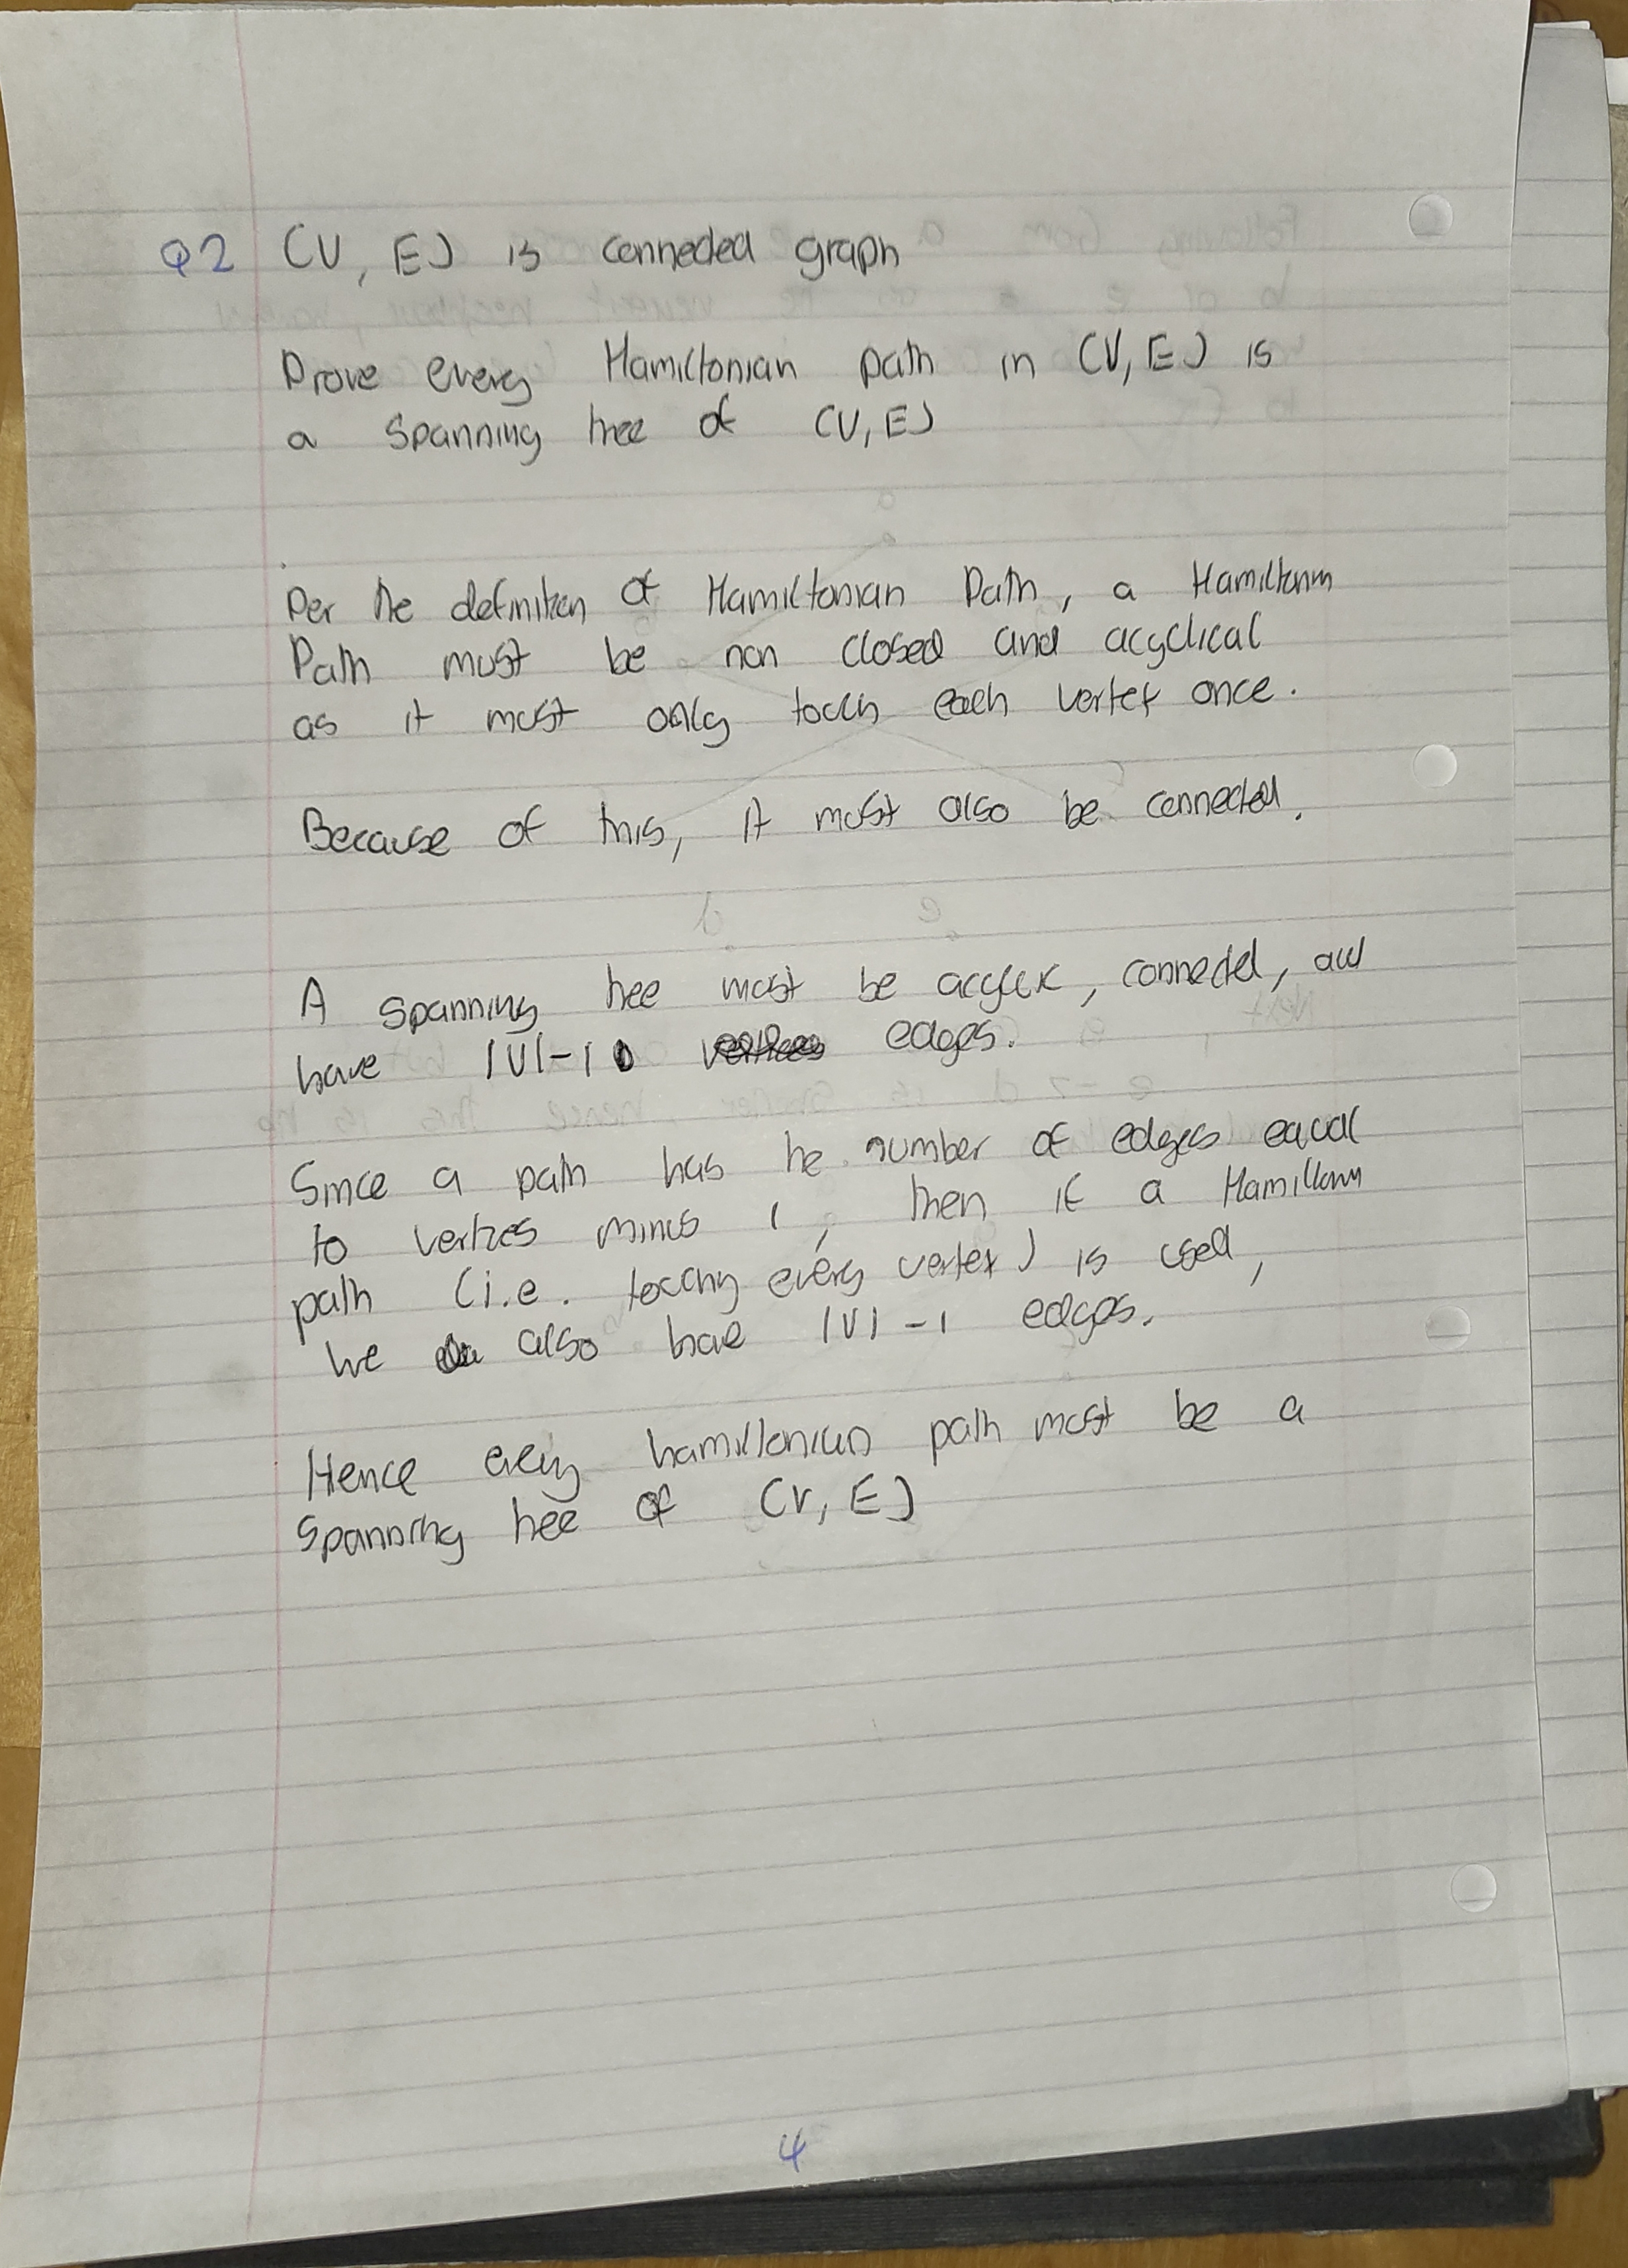 Q2 (V, E) is connected graph
Prove every Hamiltonian path in (V, E) is
a spanning tree of (V, E)
Per the definition of Hamiltonian Path, a Hamiltonian
Path must be non closed and acyclical
as it must only touch each vertex once.
Because of this, it must also be connected.
A spanning tree must be acyclic, connected, and
have |V|-1 edges.
Since a path has the number of edges equal
to vertices minus 1, then if a Hamiltonian
path (i.e. touching every vertex) is used,
we also have |V|-1 edges.
Hence every hamiltonian path must be a
spanning tree of (V, E)
4